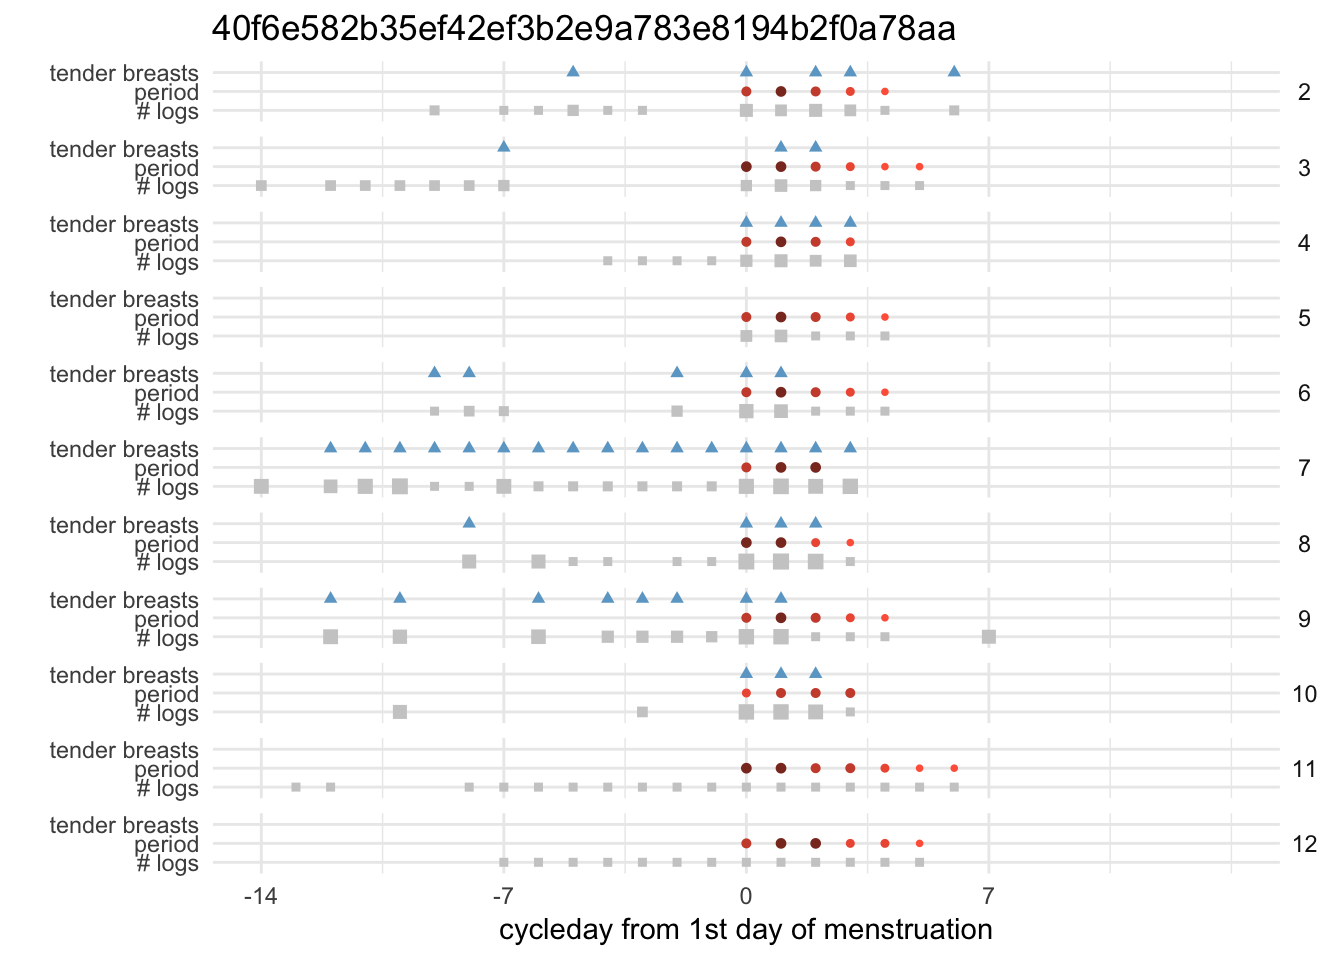 40f6e582b35ef42ef3b2e9a783e8194b2f0a78aa
tender breasts
period 2
# logs
tender breasts
period 3
# logs
tender breasts
period 4
# logs
tender breasts
period 5
# logs
tender breasts
period 6
# logs
tender breasts
period 7
# logs
tender breasts
period 8
# logs
tender breasts
period 9
# logs
tender breasts
period 10
# logs
tender breasts
period 11
# logs
tender breasts
period 12
# logs
-14 -7 0 7
cycleday from 1st day of menstruation